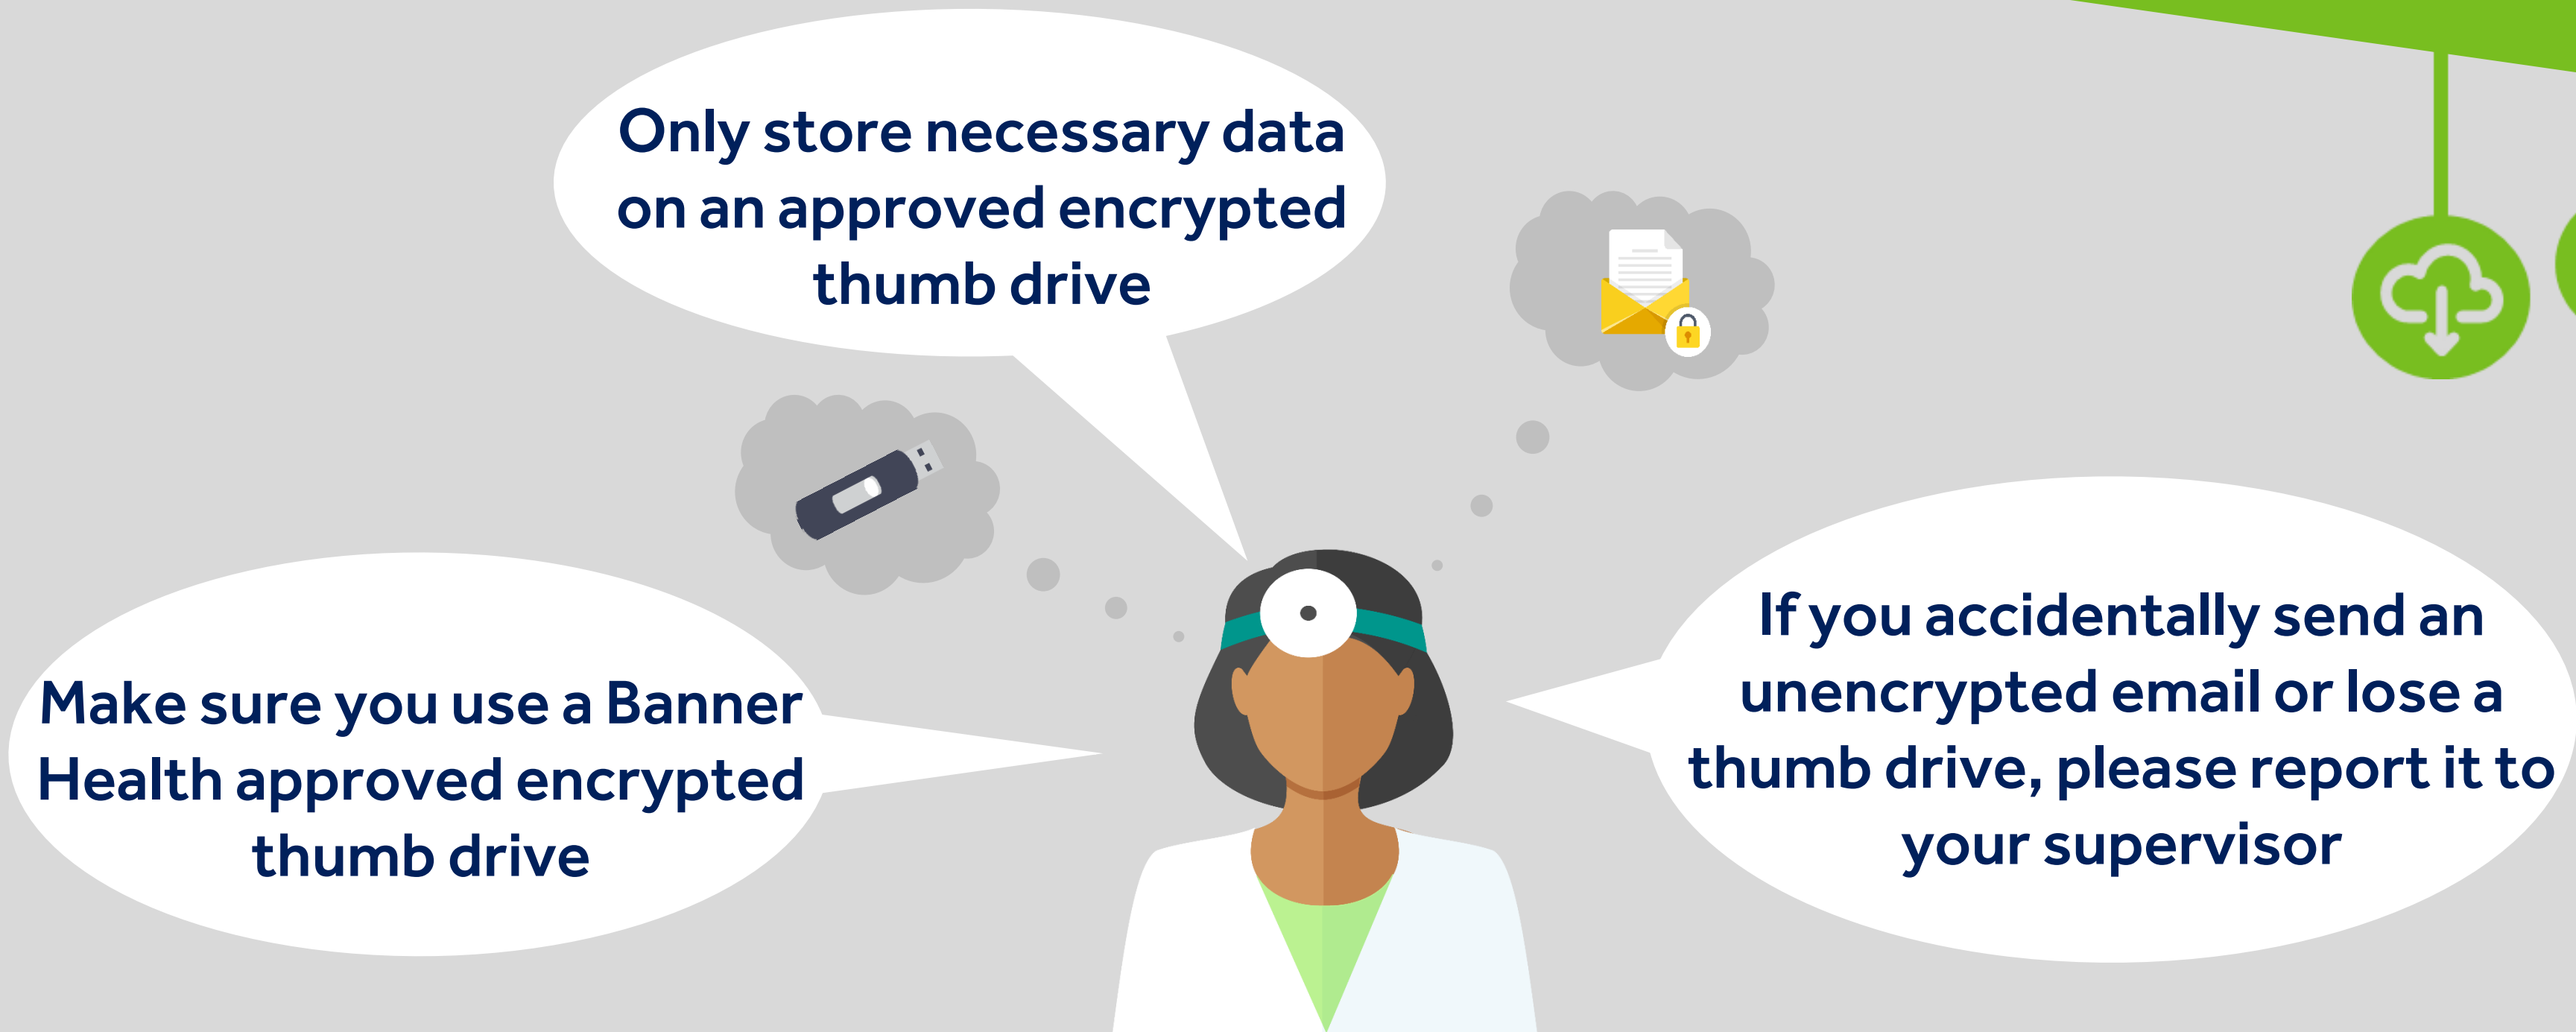 Only store necessary data
on an approved encrypted
thumb drive
Make sure you use a Banner
Health approved encrypted
thumb drive
If you accidentally send an
unencrypted email or lose a
thumb drive, please report it to
your supervisor